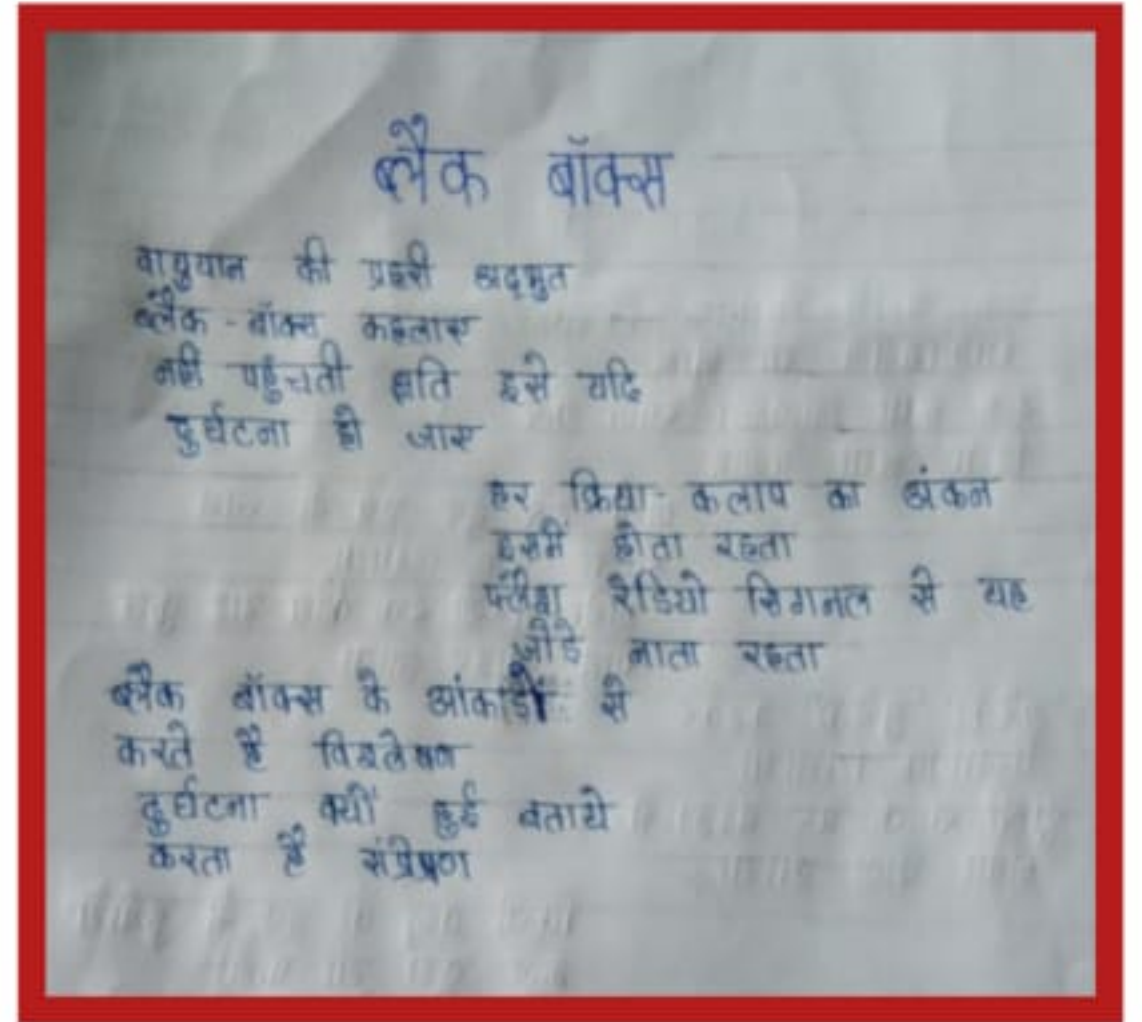 ब्लैक बॉक्स
वायुयान की प्रहरी अद्भुत
ब्लैक-बॉक्स कहलाए
नही पहुँचती क्षति इसे यदि
दुर्घटना हो जाए
हर क्रिया-कलाप का अंकन
इसमें होता रहता
फ्लैश रेडियो सिगनल से यह
जोडे नाता रहता
ब्लैक बॉक्स के आंकाडों से
करते है विश्लेषण
दुर्घटना क्यों हुई बताये
करता है संप्रेषण